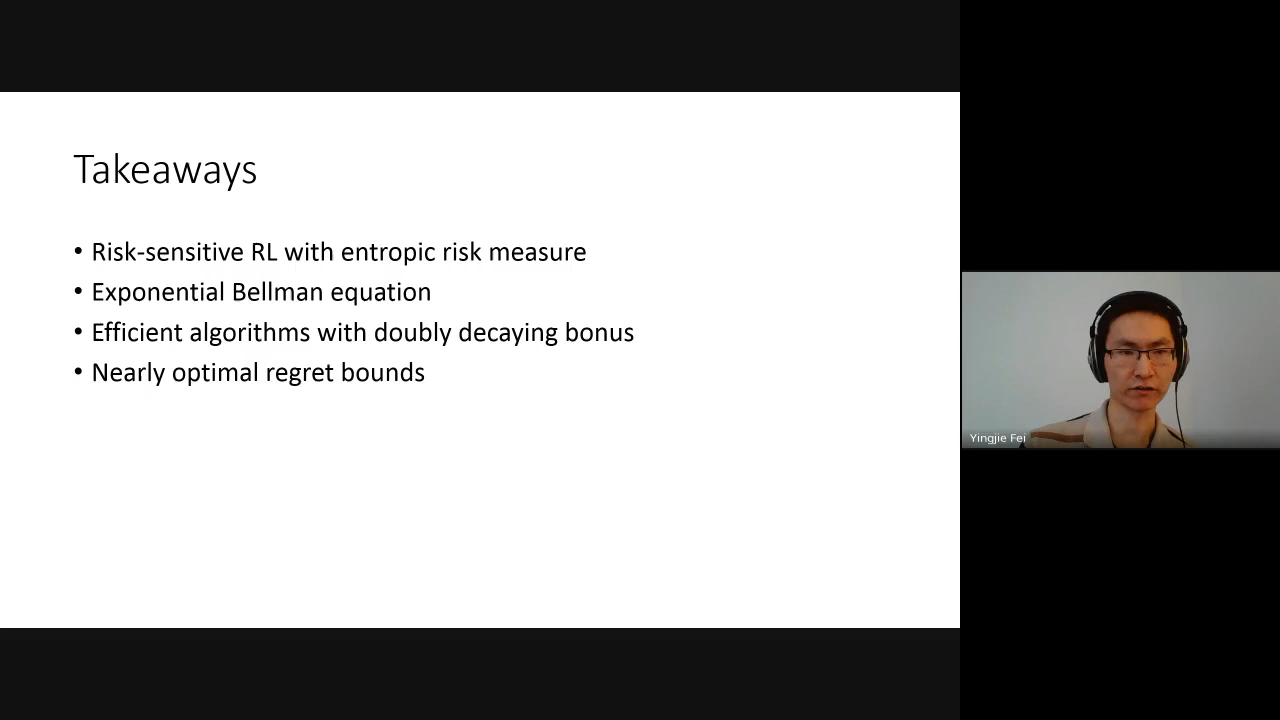 Takeaways
• Risk-sensitive RL with entropic risk measure
• Exponential Bellman equation
• Efficient algorithms with doubly decaying bonus
• Nearly optimal regret bounds
Yingjie Fei